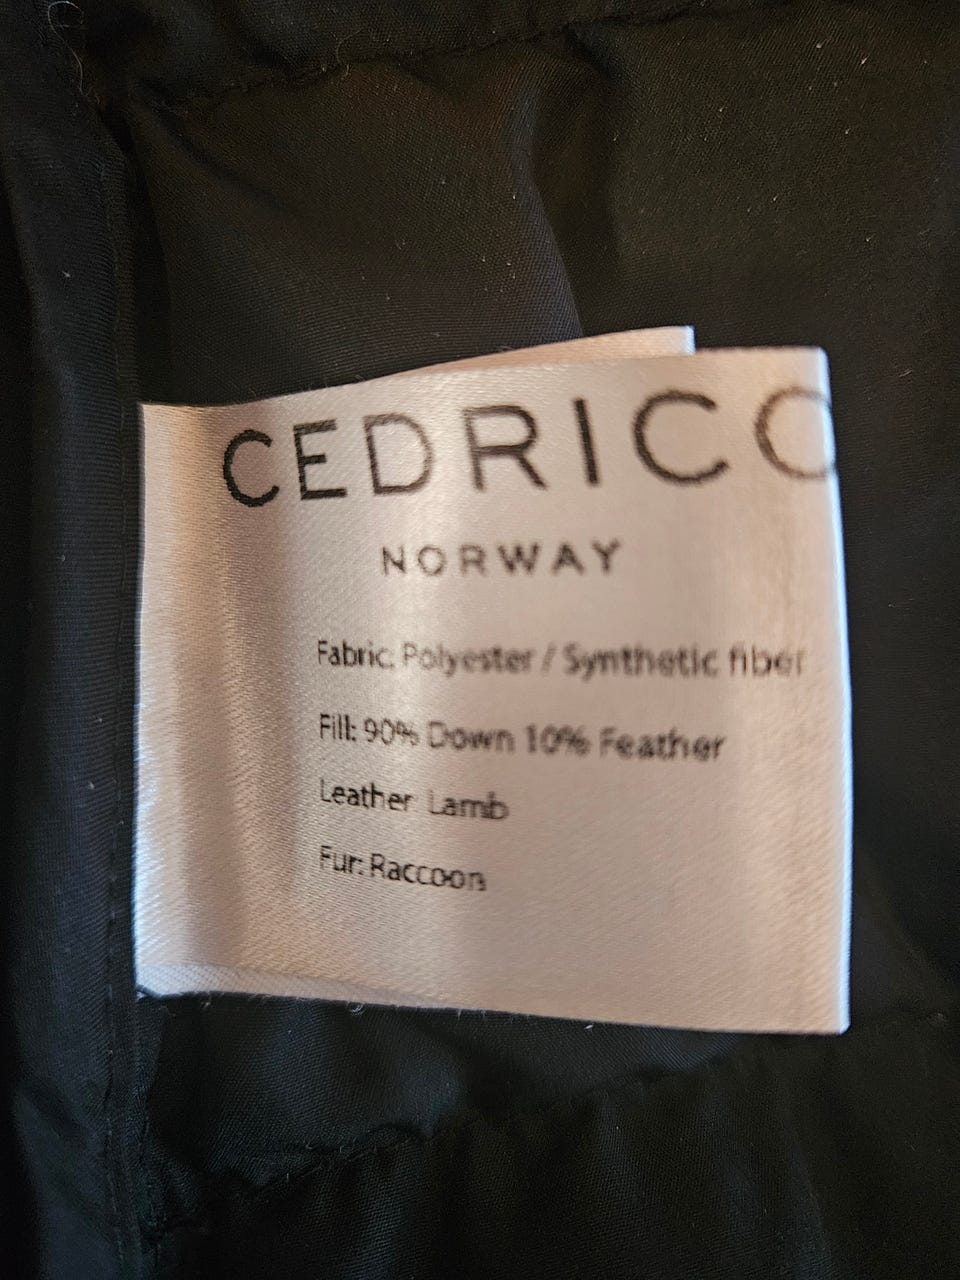 CEDRICO
NORWAY
Fabric: Polyester / Synthetic fiber
Fill: 90% Down 10% Feather
Leather Lamb
Fur: Raccoon